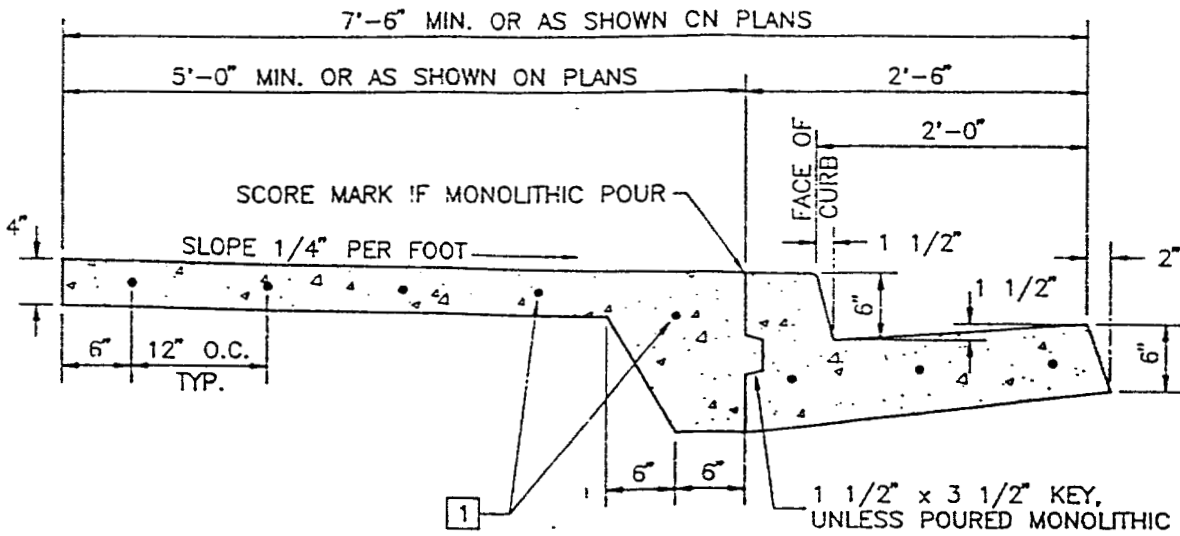 7'-6" MIN. OR AS SHOWN CN PLANS
5'-0" MIN. OR AS SHOWN ON PLANS
2'-6"
2'-0"
FACE OF
CURB
SCORE MARK IF MONOLITHIC POUR
4"
SLOPE 1/4" PER FOOT
1 1/2"
2"
6"
1 1/2"
6"
6"
12" O.C.
TYP.
6"
6"
1
1 1/2" x 3 1/2" KEY,
UNLESS POURED MONOLITHIC